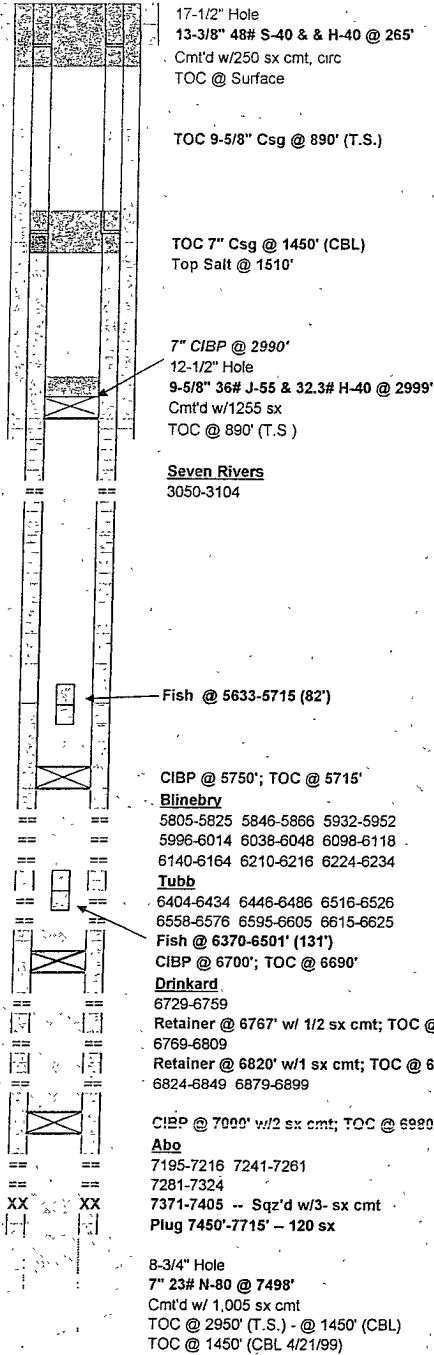 17-1/2" Hole
13-3/8" 48# S-40 & & H-40 @ 265'
Cmt'd w/250 sx cmt, circ
TOC @ Surface
TOC 9-5/8" Csg @ 890' (T.S.)
TOC 7" Csg @ 1450' (CBL)
Top Salt @ 1510'
7" CIBP @ 2990'
12-1/2" Hole
9-5/8" 36# J-55 & 32.3# H-40 @ 2999'
Cmt'd w/1255 sx
TOC @ 890' (T.S )
Seven Rivers
3050-3104
Fish @ 5633-5715 (82')
CIBP @ 5750'; TOC @ 5715'
Blinebry
5805-5825 5846-5866 5932-5952
5996-6014 6038-6048 6098-6118
6140-6164 6210-6216 6224-6234
Tubb
6404-6434 6446-6486 6516-6526
6558-6576 6595-6605 6615-6625
Fish @ 6370-6501' (131')
CIBP @ 6700'; TOC @ 6690'
Drinkard
6729-6759
Retainer @ 6767' w/ 1/2 sx cmt; TOC @
6769-6809
Retainer @ 6820' w/1 sx cmt; TOC @ 6
6824-6849 6879-6899
CIBP @ 7000' w/2 sx cmt; TOC @ 6980
Abo
7195-7216 7241-7261
7281-7324
XX XX 7371-7405 -- Sqz'd w/3- sx cmt
Plug 7450'-7715' -- 120 sx
8-3/4" Hole
7" 23# N-80 @ 7498'
Cmt'd w/ 1,005 sx cmt
TOC @ 2950' (T.S.) - @ 1450' (CBL)
TOC @ 1450' (CBL 4/21/99)